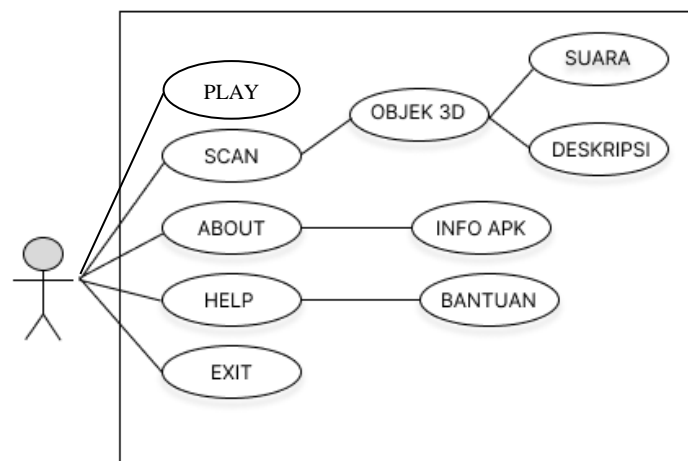 PLAY
SCAN
OBJEK 3D
SUARA
DESKRIPSI
ABOUT
INFO APK
HELP
BANTUAN
EXIT